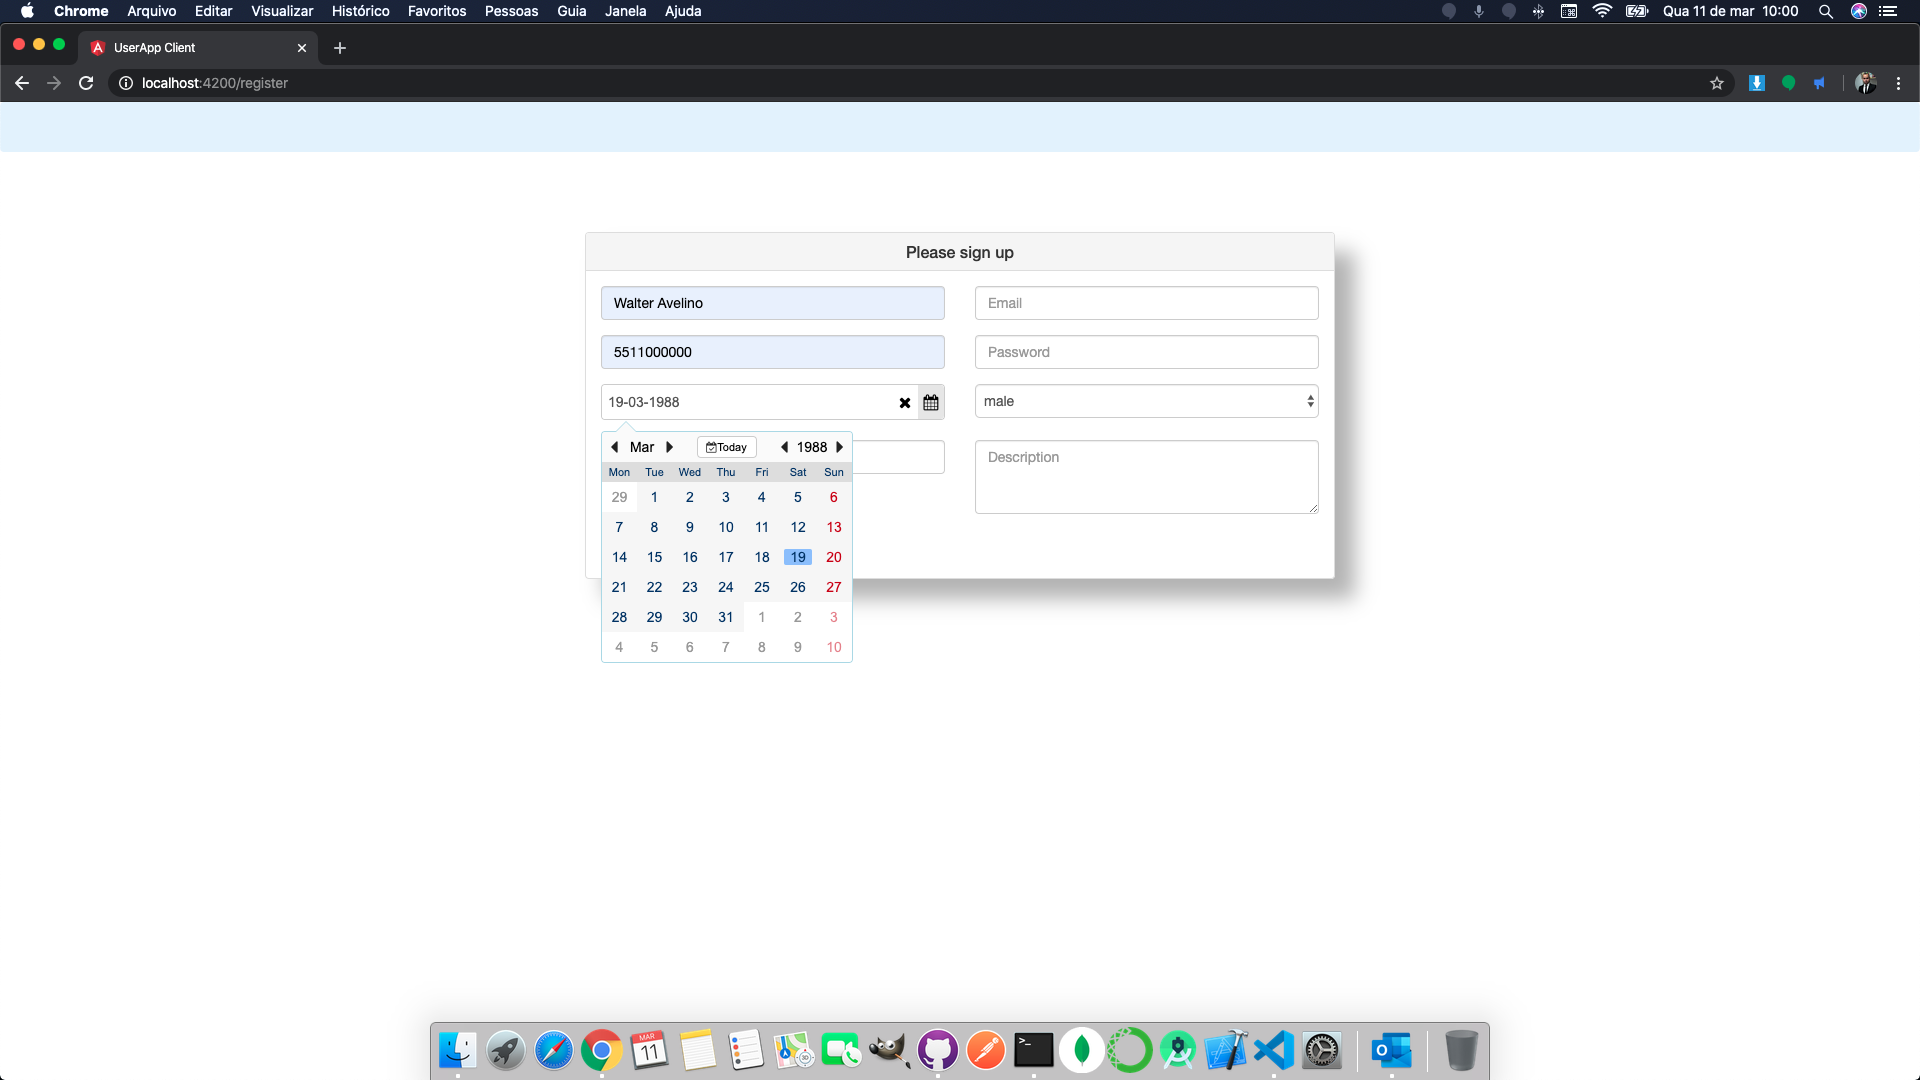 Chrome Arquivo Editar Visualizar Histórico Favoritos Pessoas Guia Janela Ajuda Qua 11 de mar 10:00
UserApp Client
localhost:4200/register
Please sign up
Walter Avelino
Email
5511000000
Password
19-03-1988
male
Mar Today 1988
Description
Mon Tue Wed Thu Fri Sat Sun
29 1 2 3 4 5 6
7 8 9 10 11 12 13
14 15 16 17 18 19 20
21 22 23 24 25 26 27
28 29 30 31 1 2 3
4 5 6 7 8 9 10
MAR
11
3D
>_
O